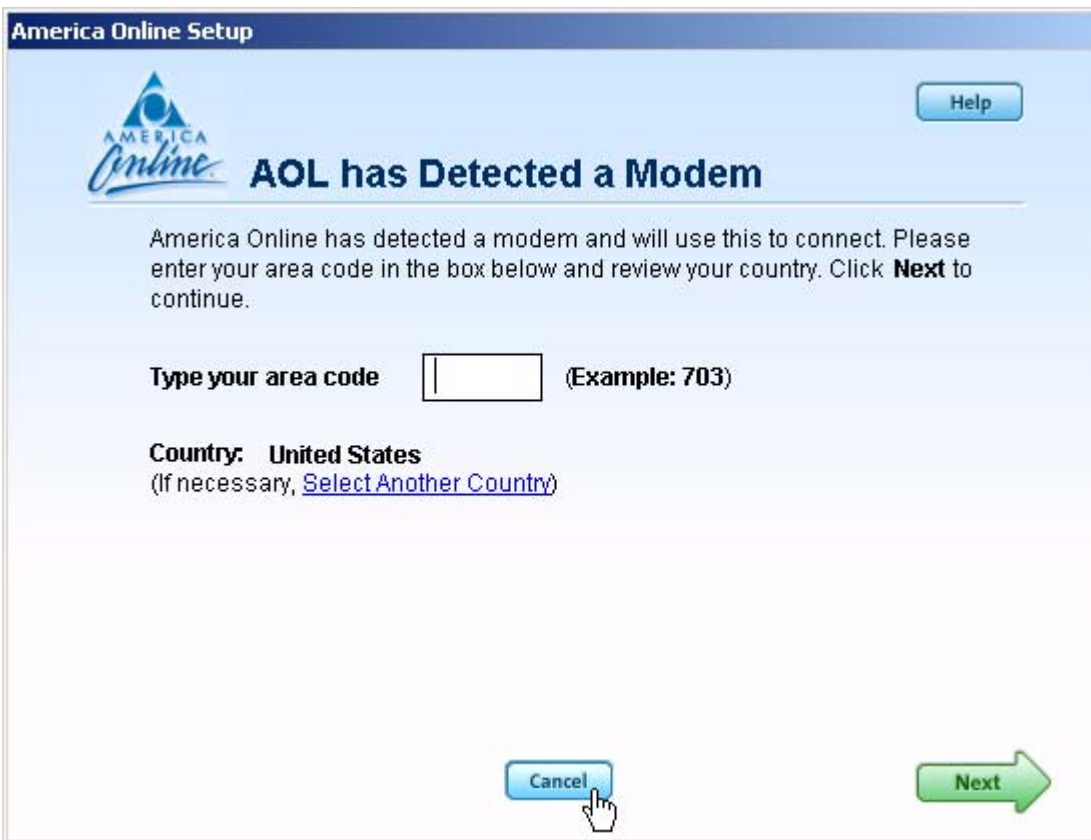 America Online Setup
AMERICA
Online
Help
AOL has Detected a Modem
America Online has detected a modem and will use this to connect. Please
enter your area code in the box below and review your country. Click Next to
continue.
Type your area code (Example: 703)
Country: United States
(If necessary, Select Another Country)
Cancel
Next